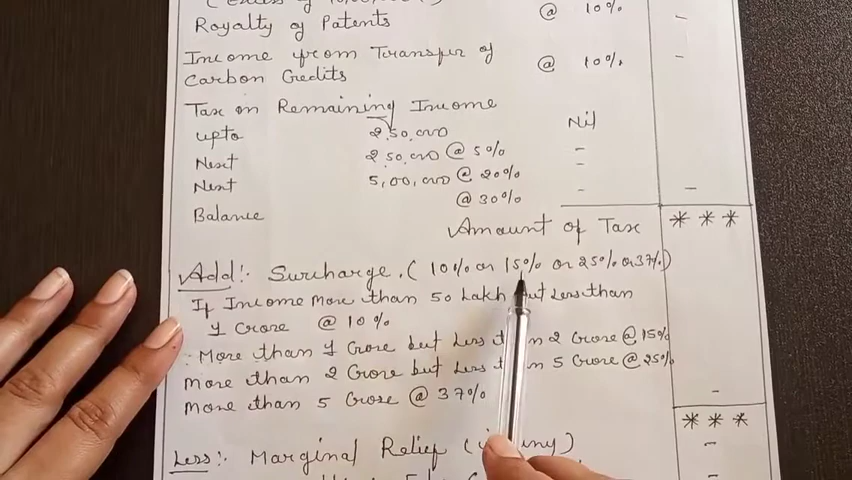 Royalty of Patents @ 10% -
Income from Transfer of
Carbon Credits @ 10% -
Tax on Remaining Income
upto 2,50,000 Nil
Next 2,50,000 @ 5% -
Next 5,00,000 @ 20% -
Balance @ 30% - -
Amount of Tax ***
Add:- Surcharge. (10% or 15% or 25% or 37%)
If Income More than 50 Lakh but Less than
1 Crore @ 10%
More than 1 Crore but Less than 2 Crore @ 15%
More than 2 Crore but Less than 5 Crore @ 25%
More than 5 Crore @ 37% -
***
Less:- Marginal Relief (if any) -